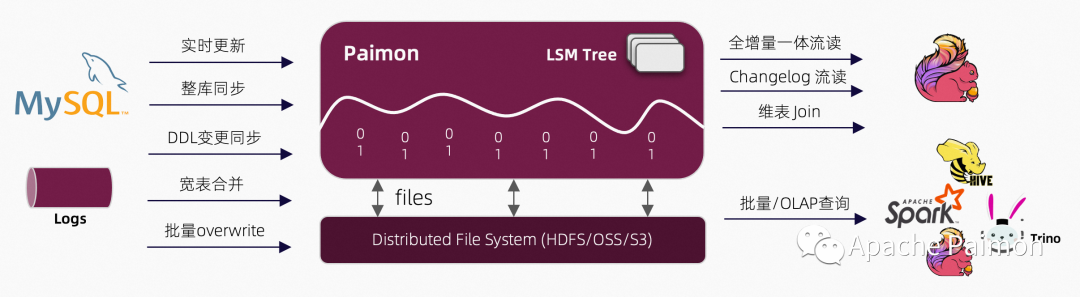 MySQL™
Logs
实时更新
整库同步
DDL变更同步
宽表合并
批量overwrite
Paimon
LSM Tree
0
1
0
1
0
1
0
1
0
1
0
1
0
1
files
Distributed File System (HDFS/OSS/S3)
全增量一体流读
Changelog 流读
维表 Join
批量/OLAP查询
HIVE
APACHE
Spark
Trino
Apache Paimon